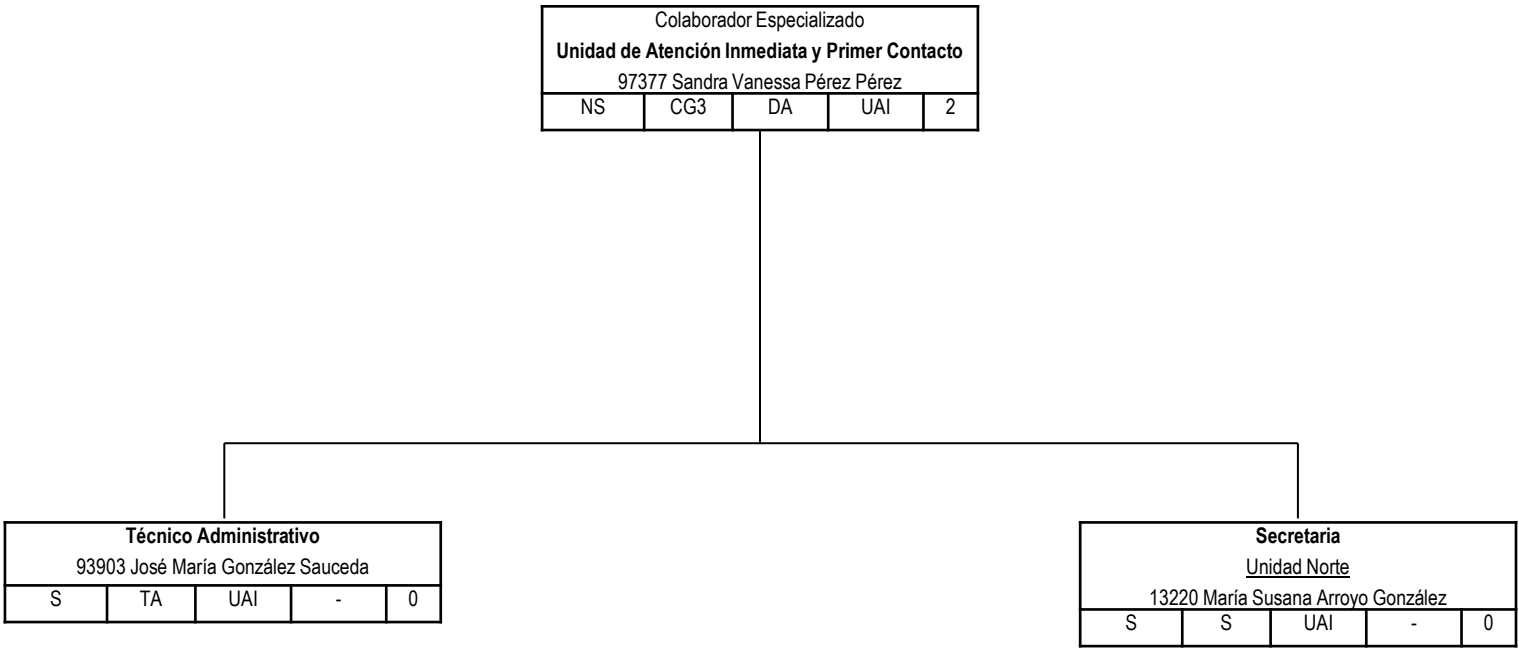 Colaborador Especializado
Unidad de Atención Inmediata y Primer Contacto
97377 Sandra Vanessa Pérez Pérez
NS CG3 DA UAI 2
Técnico Administrativo
93903 José María González Sauceda
S TA UAI - 0
Secretaria
Unidad Norte
13220 María Susana Arroyo González
S S UAI - 0